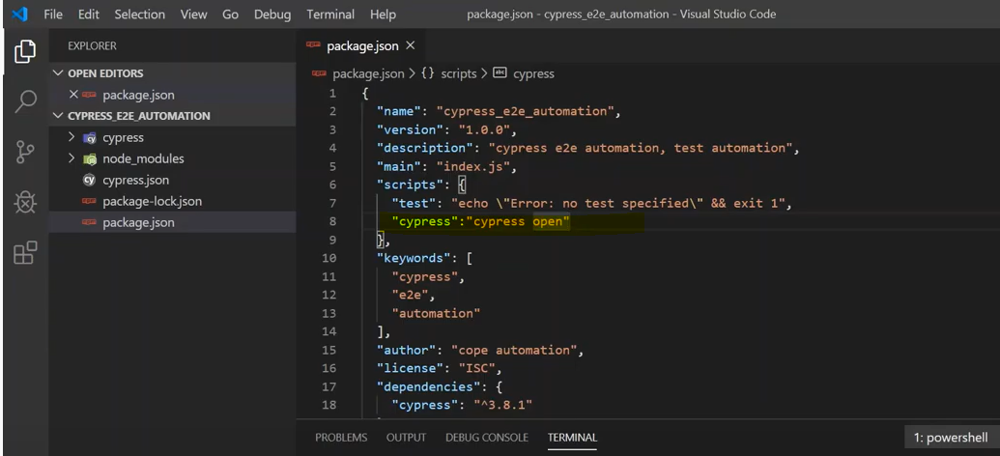 File Edit Selection View Go Debug Terminal Help package.json - cypress_e2e_automation - Visual Studio Code
EXPLORER
OPEN EDITORS
package.json
CYPRESS_E2E_AUTOMATION
cypress
node_modules
cypress.json
package-lock.json
package.json
package.json
package.json > {} scripts > abc cypress
1 {
2 "name": "cypress_e2e_automation",
3 "version": "1.0.0",
4 "description": "cypress e2e automation, test automation",
5 "main": "index.js",
6 "scripts": {
7 "test": "echo \"Error: no test specified\" && exit 1",
8 "cypress":"cypress open"
9 },
10 "keywords": [
11 "cypress",
12 "e2e",
13 "automation"
14 ],
15 "author": "cope automation",
16 "license": "ISC",
17 "dependencies": {
18 "cypress": "^3.8.1"
PROBLEMS OUTPUT DEBUG CONSOLE TERMINAL 1: powershell